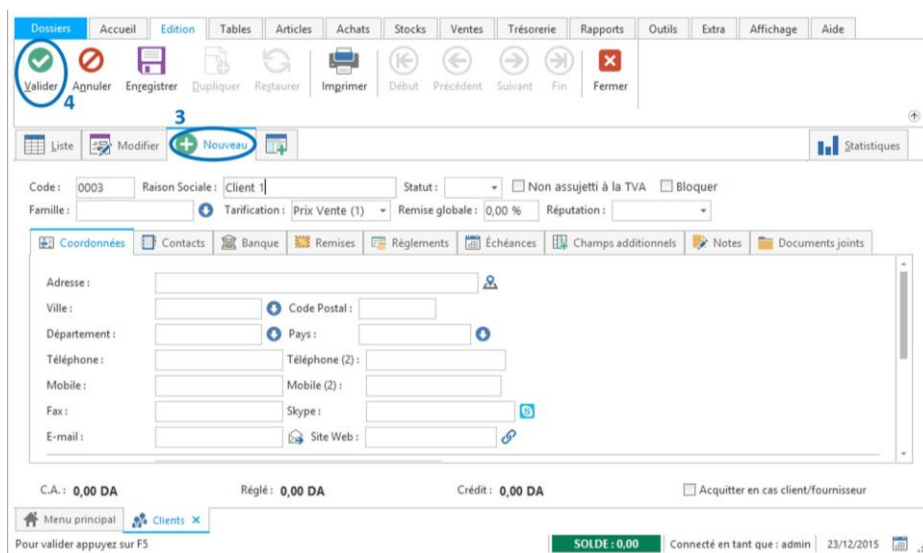 Dossiers Accueil Edition Tables Articles Achats Stocks Ventes Trésorerie Rapports Outils Extra Affichage Aide
Valider Annuler Enregistrer Dupliquer Restaurer Imprimer Début Précédent Suivant Fin Fermer
4
3
Liste Modifier Nouveau Statistiques
Code : 0003 Raison Sociale : Client 1 Statut : Non assujetti à la TVA Bloquer
Famille : Tarification : Prix Vente (1) Remise globale : 0,00 % Réputation :
Coordonnées Contacts Banque Remises Règlements Échéances Champs additionnels Notes Documents joints
Adresse :
Ville : Code Postal :
Département : Pays :
Téléphone : Téléphone (2) :
Mobile : Mobile (2) :
Fax : Skype :
E-mail : Site Web :
C.A. : 0,00 DA Réglé : 0,00 DA Crédit : 0,00 DA Acquitter en cas client/fournisseur
Menu principal Clients
Pour valider appuyez sur F5 SOLDE : 0,00 Connecté en tant que : admin 23/12/2015